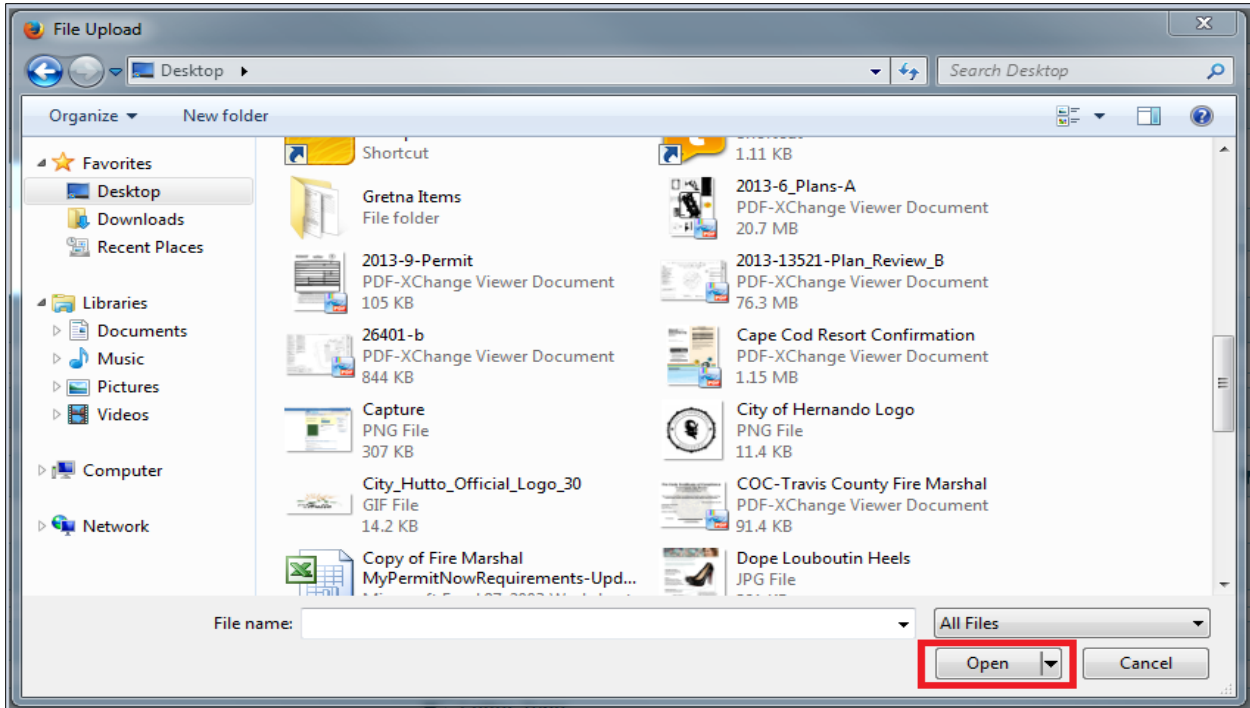 File Upload
Desktop
Search Desktop
Organize
New folder
Favorites
Desktop
Downloads
Recent Places
Libraries
Documents
Music
Pictures
Videos
Computer
Network
Shortcut
1.11 KB
Gretna Items
File folder
2013-6_Plans-A
PDF-XChange Viewer Document
20.7 MB
2013-9-Permit
PDF-XChange Viewer Document
105 KB
2013-13521-Plan_Review_B
PDF-XChange Viewer Document
76.3 MB
26401-b
PDF-XChange Viewer Document
844 KB
Cape Cod Resort Confirmation
PDF-XChange Viewer Document
1.15 MB
Capture
PNG File
307 KB
City of Hernando Logo
PNG File
11.4 KB
City_Hutto_Official_Logo_30
GIF File
14.2 KB
COC-Travis County Fire Marshal
PDF-XChange Viewer Document
91.4 KB
Copy of Fire Marshal
MyPermitNowRequirements-Upd...
Dope Louboutin Heels
JPG File
File name:
All Files
Open
Cancel